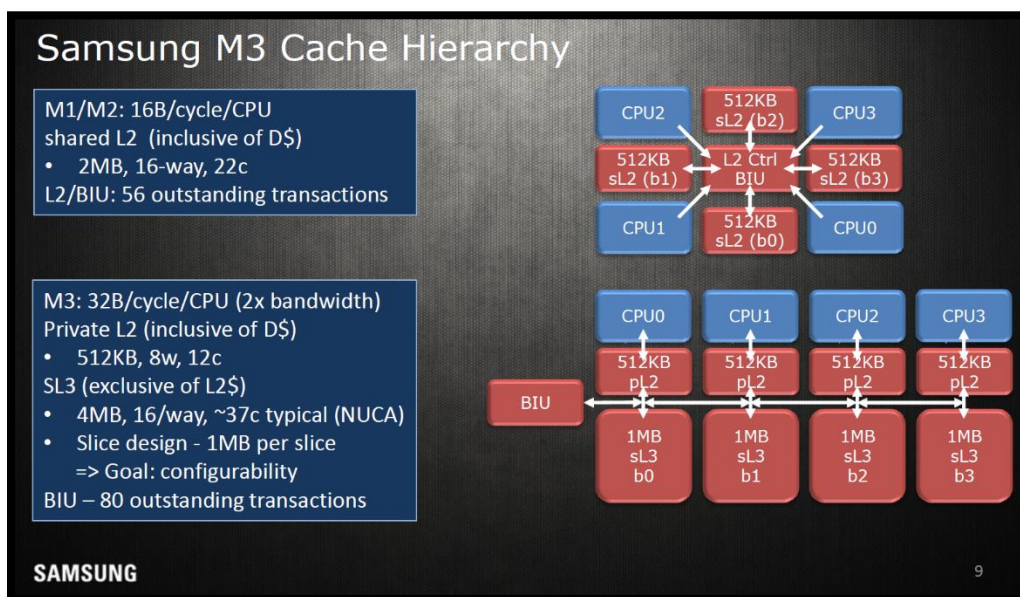 Samsung M3 Cache Hierarchy
M1/M2: 16B/cycle/CPU
shared L2 (inclusive of D$)
• 2MB, 16-way, 22c
L2/BIU: 56 outstanding transactions
CPU2
512KB
sL2 (b2)
CPU3
512KB
sL2 (b1)
L2 Ctrl
BIU
512KB
sL2 (b3)
CPU1
512KB
sL2 (b0)
CPU0
M3: 32B/cycle/CPU (2x bandwidth)
Private L2 (inclusive of D$)
• 512KB, 8w, 12c
SL3 (exclusive of L2$)
• 4MB, 16/way, ~37c typical (NUCA)
• Slice design - 1MB per slice
=> Goal: configurability
BIU – 80 outstanding transactions
CPU0
CPU1
CPU2
CPU3
512KB
pL2
512KB
pL2
512KB
pL2
512KB
pL2
BIU
1MB
sL3
b0
1MB
sL3
b1
1MB
sL3
b2
1MB
sL3
b3
SAMSUNG
9